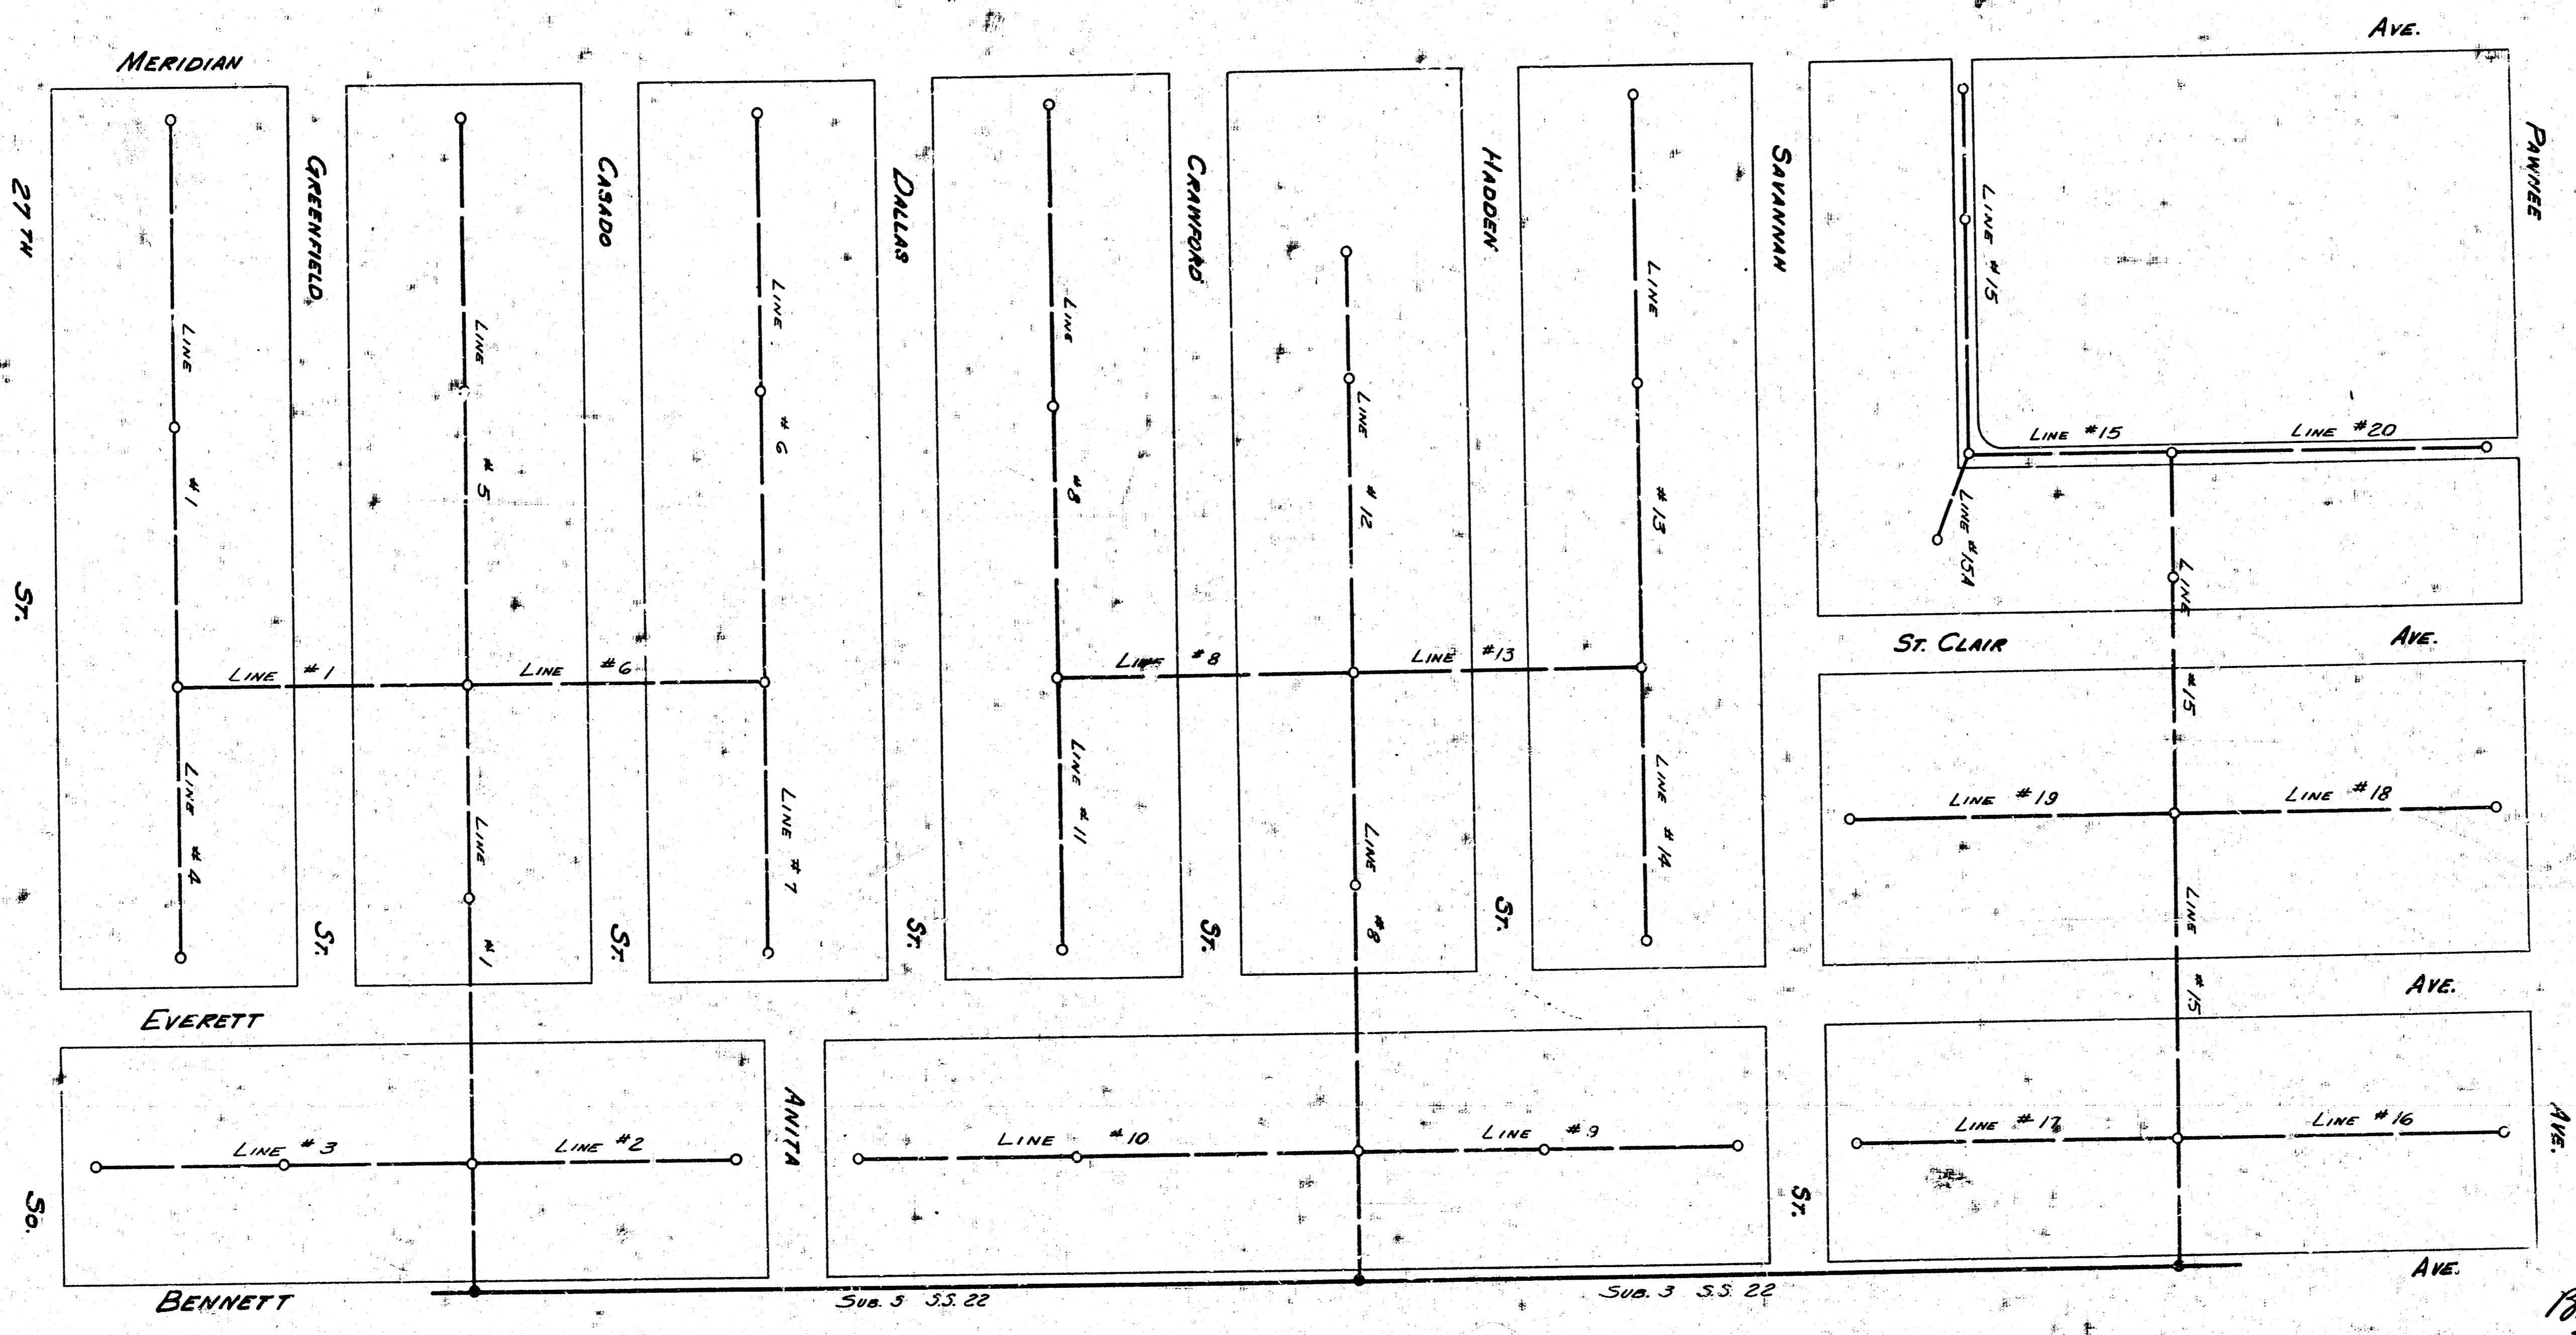 AVE.
MERIDIAN
27TH
ST.
SO.
GREENFIELD
ST.
CASADO
ST.
DALLAS
ST.
CRAWFORD
ST.
HADDEN
ST.
SAVANNAH
ST.
PAWNEE
AVE.
LINE #1
LINE #5
LINE #6
LINE #8
LINE #12
LINE #13
LINE #15
LINE #15
LINE #20
LINE #15A
LINE #15
ST. CLAIR
AVE.
LINE #1
LINE #6
LINE #8
LINE #13
LINE #4
LINE #1
LINE #7
LINE #11
LINE #8
LINE #14
LINE #19
LINE #18
LINE #15
EVERETT
AVE.
ANITA
LINE #3
LINE #2
LINE #10
LINE #9
LINE #17
LINE #16
BENNETT
AVE.
SUB. 3 S.S. 22